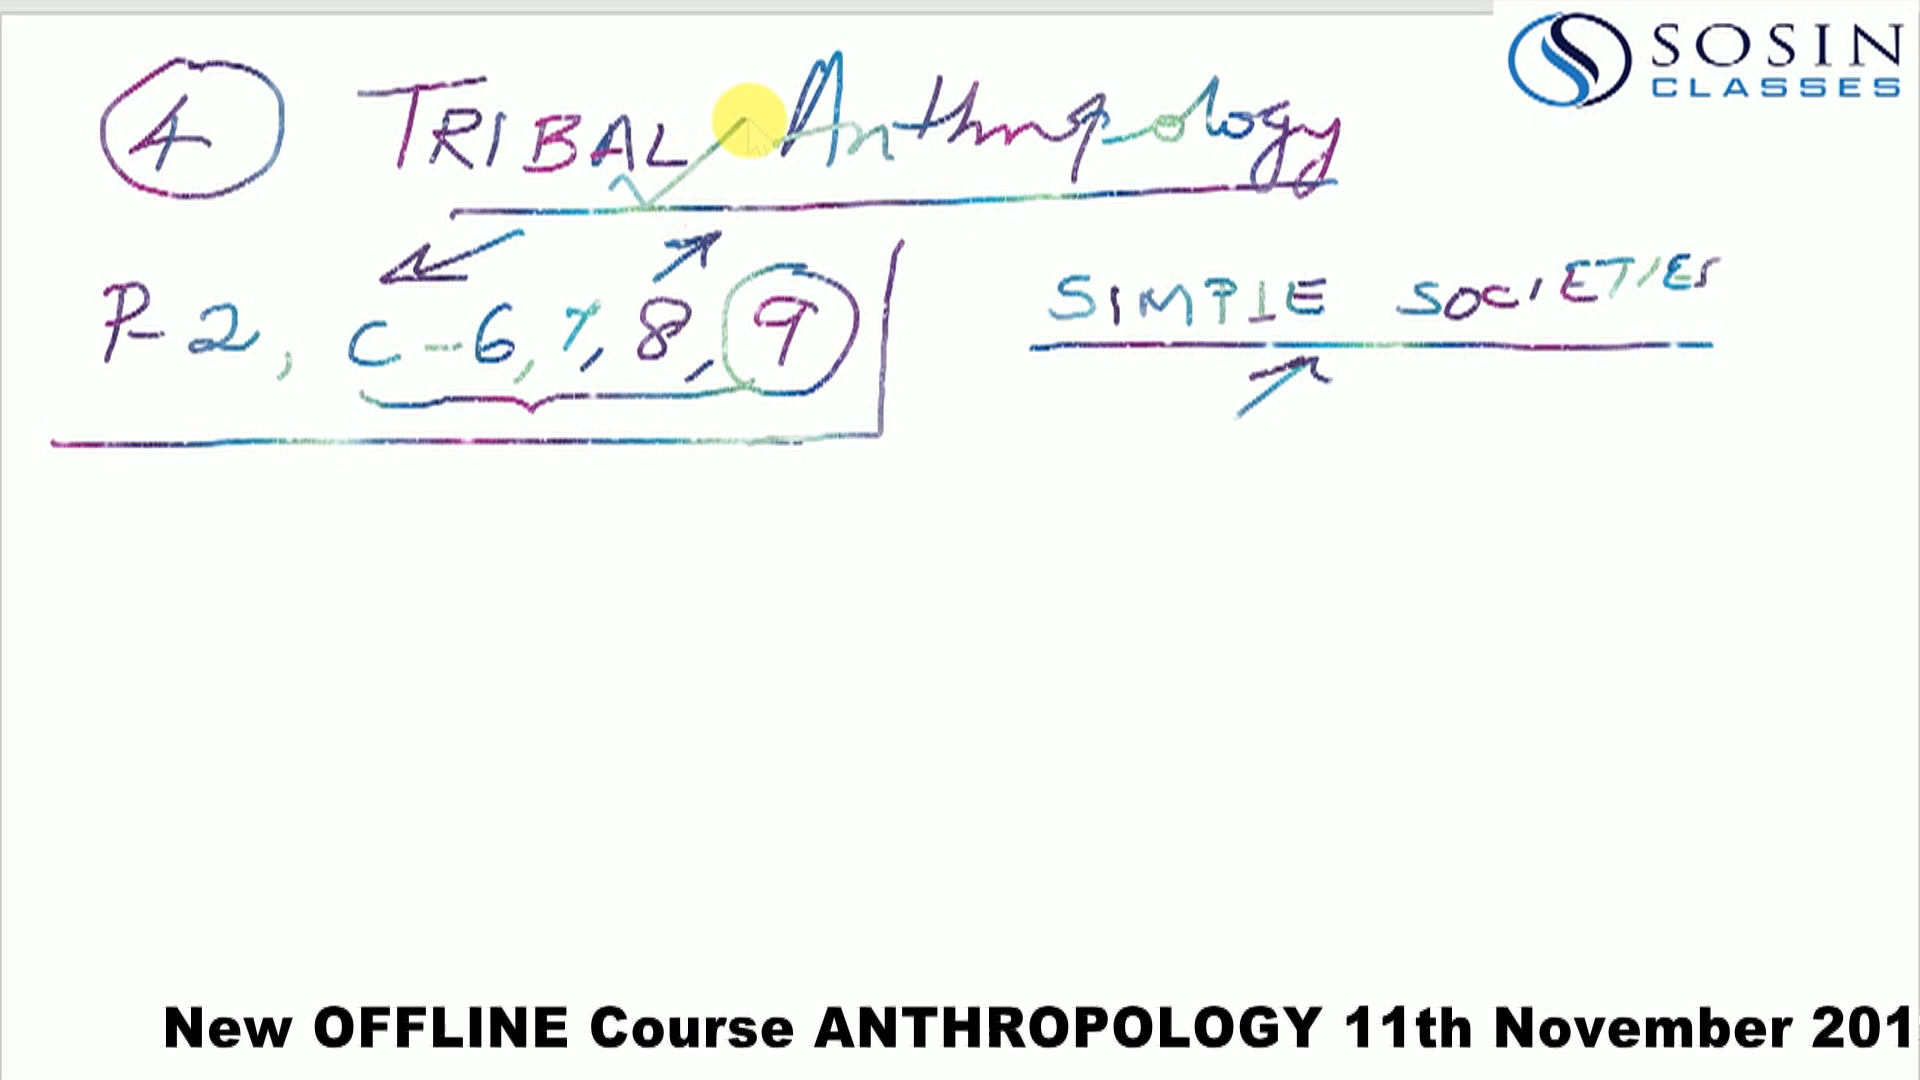 SOSIN
CLASSES
4 TRIBAL Anthropology
P-2, C-6, 7, 8, 9
SIMPLE SOCIETIES
New OFFLINE Course ANTHROPOLOGY 11th November 201